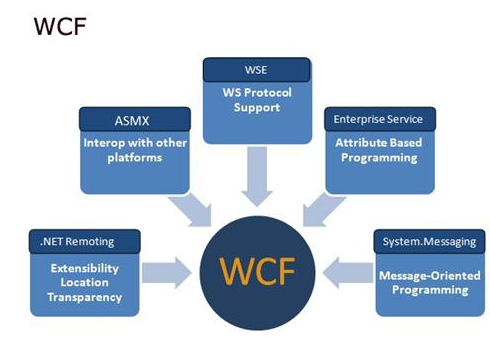 WCF
WSE
WS Protocol
Support
ASMX
Interop with other
platforms
Enterprise Service
Attribute Based
Programming
.NET Remoting
Extensibility
Location
Transparency
WCF
System.Messaging
Message-Oriented
Programming